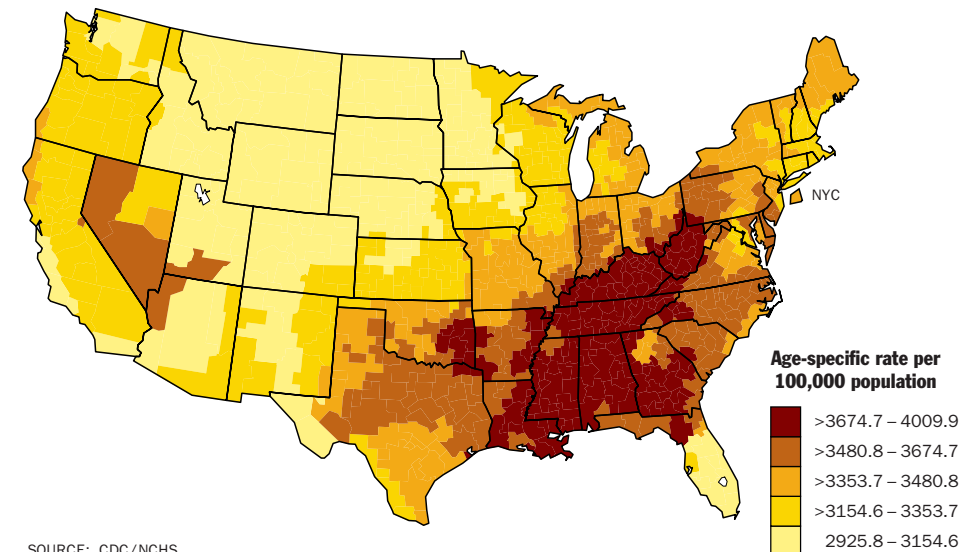 NYC
Age-specific rate per
100,000 population
>3674.7 – 4009.9
>3480.8 – 3674.7
>3353.7 – 3480.8
>3154.6 – 3353.7
2925.8 – 3154.6
SOURCE: CDC/NCHS